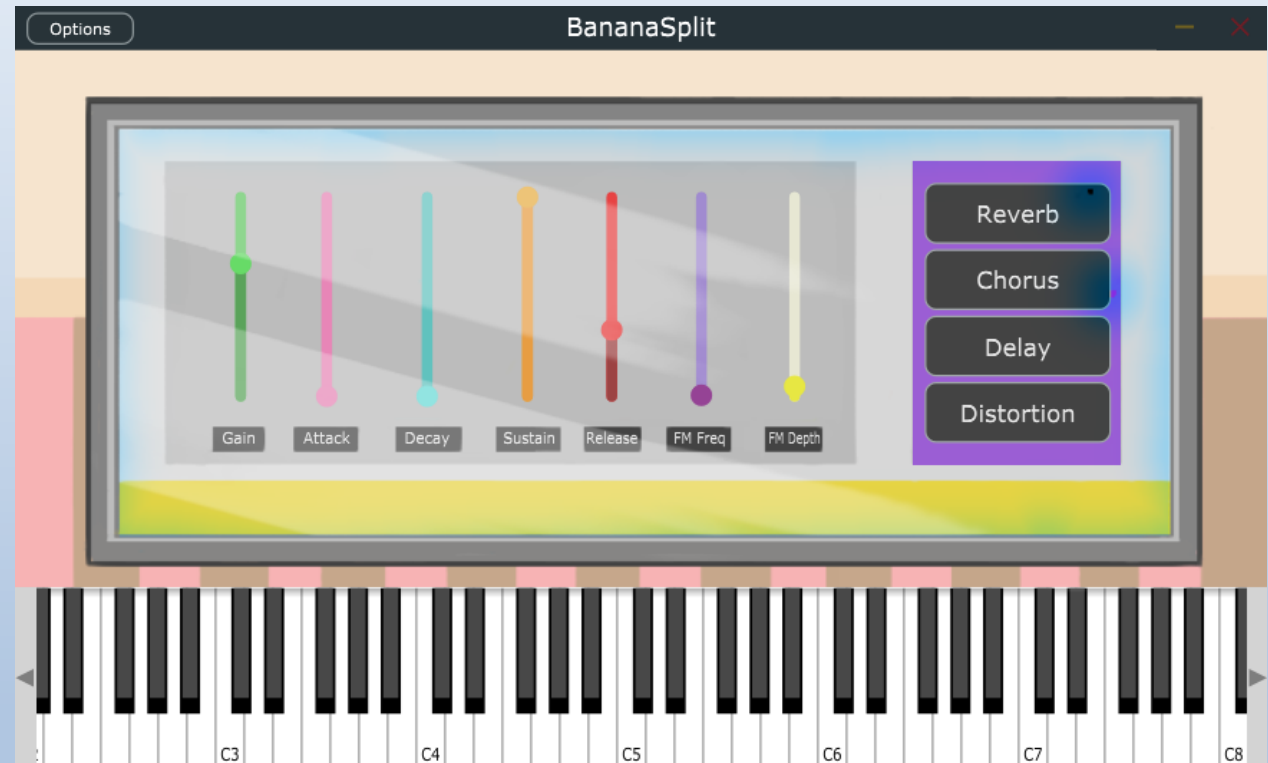 Options
BananaSplit
Reverb
Chorus
Delay
Distortion
Gain Attack Decay Sustain Release FM Freq FM Depth
C3 C4 C5 C6 C7 C8